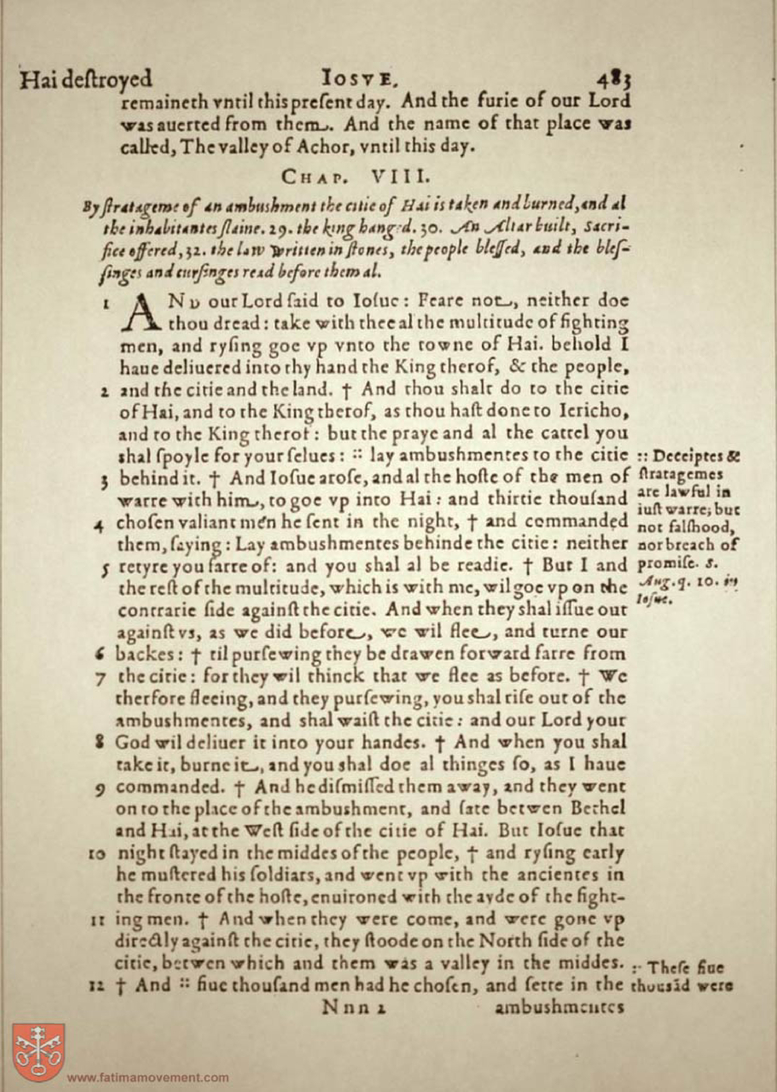 Hai deſtroyed IOSVE. 483
remaineth vntil this preſent day. And the furie of our Lord
was auerted from them. And the name of that place was
called, The valley of Achor, vntil this day.
CHAP. VIII.
By ſtratageme of an ambuſhment the citie of Hai is taken and burned, and al
the inhabitantes ſlaine. 29. the king hanged. 30. An Altar built, Sacri-
fice offered, 32. the law written in ſtones, the people bleſſed, and the bleſ-
ſinges and curſinges read before them al.
1 AND our Lord ſaid to Ioſue: Feare not, neither doe
thou dread: take with thee al the multitude of fighting
men, and ryſing goe vp vnto the towne of Hai. behold I
haue deliuered into thy hand the King therof, & the people,
2 and the citie and the land. † And thou shalt do to the citie
of Hai, and to the King therof, as thou haſt done to Iericho,
and to the King therof: but the praye and al the cattel you
shal ſpoyle for your ſelues: :: lay ambushmentes to the citie
3 behind it. † And Ioſue aroſe, and al the hoſte of the men of
warre with him, to goe vp into Hai: and thirtie thouſand
4 choſen valiant men he ſent in the night, † and commanded
them, ſaying: Lay ambushmentes behinde the citie: neither
5 retyre you farre of: and you shal al be readie. † But I and
the reſt of the multitude, which is with me, wil goe vp on the
contrarie ſide againſt the citie. And when they shal iſſue out
againſt vs, as we did before, we wil flee, and turne our
6 backes: † til purſewing they be drawen forward farre from
7 the citie: for they wil thinck that we flee as before. † We
therfore fleeing, and they purſewing, you shal riſe out of the
ambushmentes, and shal waiſt the citie: and our Lord your
8 God wil deliuer it into your handes. † And when you shal
take it, burne it, and you shal doe al thinges ſo, as I haue
9 commanded. † And he diſmiſſed them away, and they went
on to the place of the ambushment, and ſate betwen Bethel
and Hai, at the Weſt ſide of the citie of Hai. But Ioſue that
10 night ſtayed in the middes of the people, † and ryſing early
he muſtered his ſoldiars, and went vp with the ancientes in
the fronte of the hoſte, enuironed with the ayde of the fight-
11 ing men. † And when they were come, and were gone vp
directly againſt the citie, they ſtoode on the North ſide of the
citie, betwen which and them was a valley in the middes.
12 † And :: fiue thouſand men had he choſen, and ſette in the
Nnn 2 ambushmentes
:: Deceiptes &
ſtratagemes
are lawful in
iuſt warre; but
not falſhood,
nor breach of
promiſe. S.
Aug. q. 10. in
Ioſue.
:: Theſe fiue
thouſãd were
www.fatimamovement.com